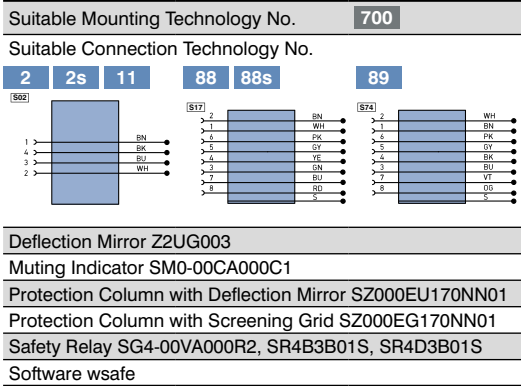 Suitable Mounting Technology No. 700
Suitable Connection Technology No.
2 2s 11 88 88s 89
S02
1 BN
4 BK
3 BU
2 WH
S17
2 BN
1 WH
6 PK
5 GY
4 YE
3 GN
7 BU
8 RD
S
S74
2 WH
1 BN
6 PK
5 GY
4 BK
3 BU
7 VT
8 OG
S
Deflection Mirror Z2UG003
Muting Indicator SM0-00CA000C1
Protection Column with Deflection Mirror SZ000EU170NN01
Protection Column with Screening Grid SZ000EG170NN01
Safety Relay SG4-00VA000R2, SR4B3B01S, SR4D3B01S
Software wsafe